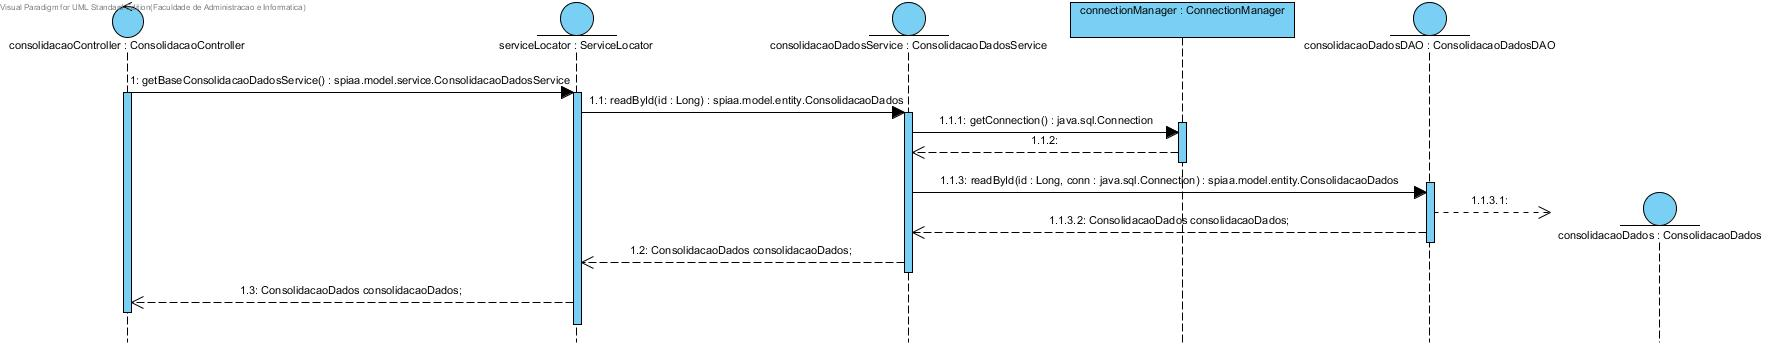 Visual Paradigm for UML Standard Edition(Faculdade de Administracao e Informatica)
consolidacaoController : ConsolidacaoController
serviceLocator : ServiceLocator
consolidacaoDadosService : ConsolidacaoDadosService
connectionManager : ConnectionManager
consolidacaoDadosDAO : ConsolidacaoDadosDAO
1: getBaseConsolidacaoDadosService() : spiaa.model.service.ConsolidacaoDadosService
1.1: readById(id : Long) : spiaa.model.entity.ConsolidacaoDados
1.1.1: getConnection() : java.sql.Connection
1.1.2:
1.1.3: readById(id : Long, conn : java.sql.Connection) : spiaa.model.entity.ConsolidacaoDados
1.1.3.1:
1.1.3.2: ConsolidacaoDados consolidacaoDados;
consolidacaoDados : ConsolidacaoDados
1.2: ConsolidacaoDados consolidacaoDados;
1.3: ConsolidacaoDados consolidacaoDados;